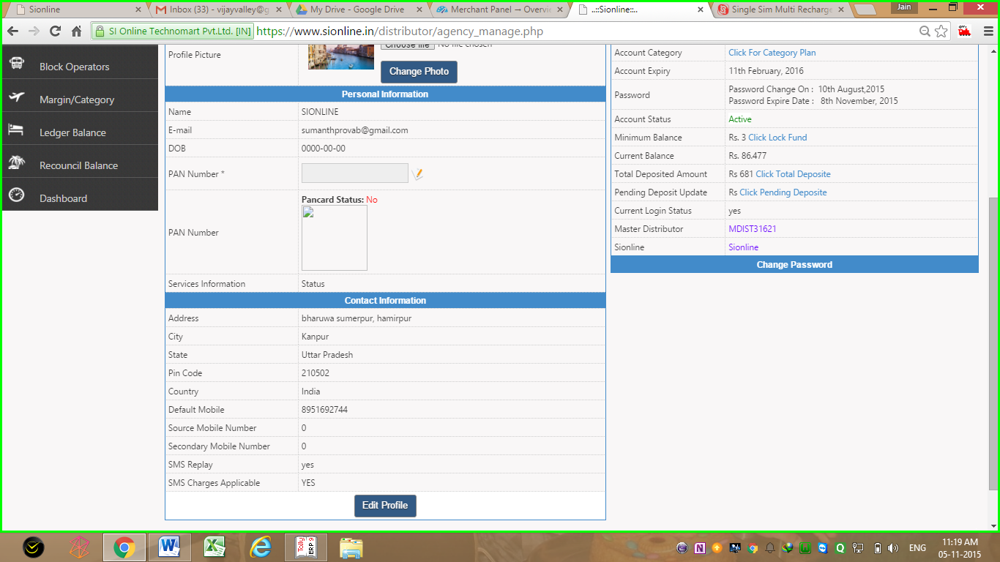 Sionline
Inbox (33) - vijayvalley@g
My Drive - Google Drive
Merchant Panel → Overvie
..::Sionline::..
Single Sim Multi Recharge
Jain
SI Online Technomart Pvt.Ltd. [IN]
https://www.sionline.in/distributor/agency_manage.php
Block Operators
Margin/Category
Ledger Balance
Recouncil Balance
Dashboard
Profile Picture
Choose file No file chosen
Change Photo
Personal Information
Name SIONLINE
E-mail sumanthprovab@gmail.com
DOB 0000-00-00
PAN Number *
Pancard Status: No
PAN Number
Services Information Status
Contact Information
Address bharuwa sumerpur, hamirpur
City Kanpur
State Uttar Pradesh
Pin Code 210502
Country India
Default Mobile 8951692744
Source Mobile Number 0
Secondary Mobile Number 0
SMS Replay yes
SMS Charges Applicable YES
Edit Profile
Account Category Click For Category Plan
Account Expiry 11th February, 2016
Password Password Change On : 10th August,2015
Password Expire Date : 8th November, 2015
Account Status Active
Minimum Balance Rs. 3 Click Lock Fund
Current Balance Rs. 86.477
Total Deposited Amount Rs 681 Click Total Deposite
Pending Deposit Update Rs Click Pending Deposite
Current Login Status yes
Master Distributor MDIST31621
Sionline Sionline
Change Password
Tally
ERP 9
ENG
11:19 AM
05-11-2015